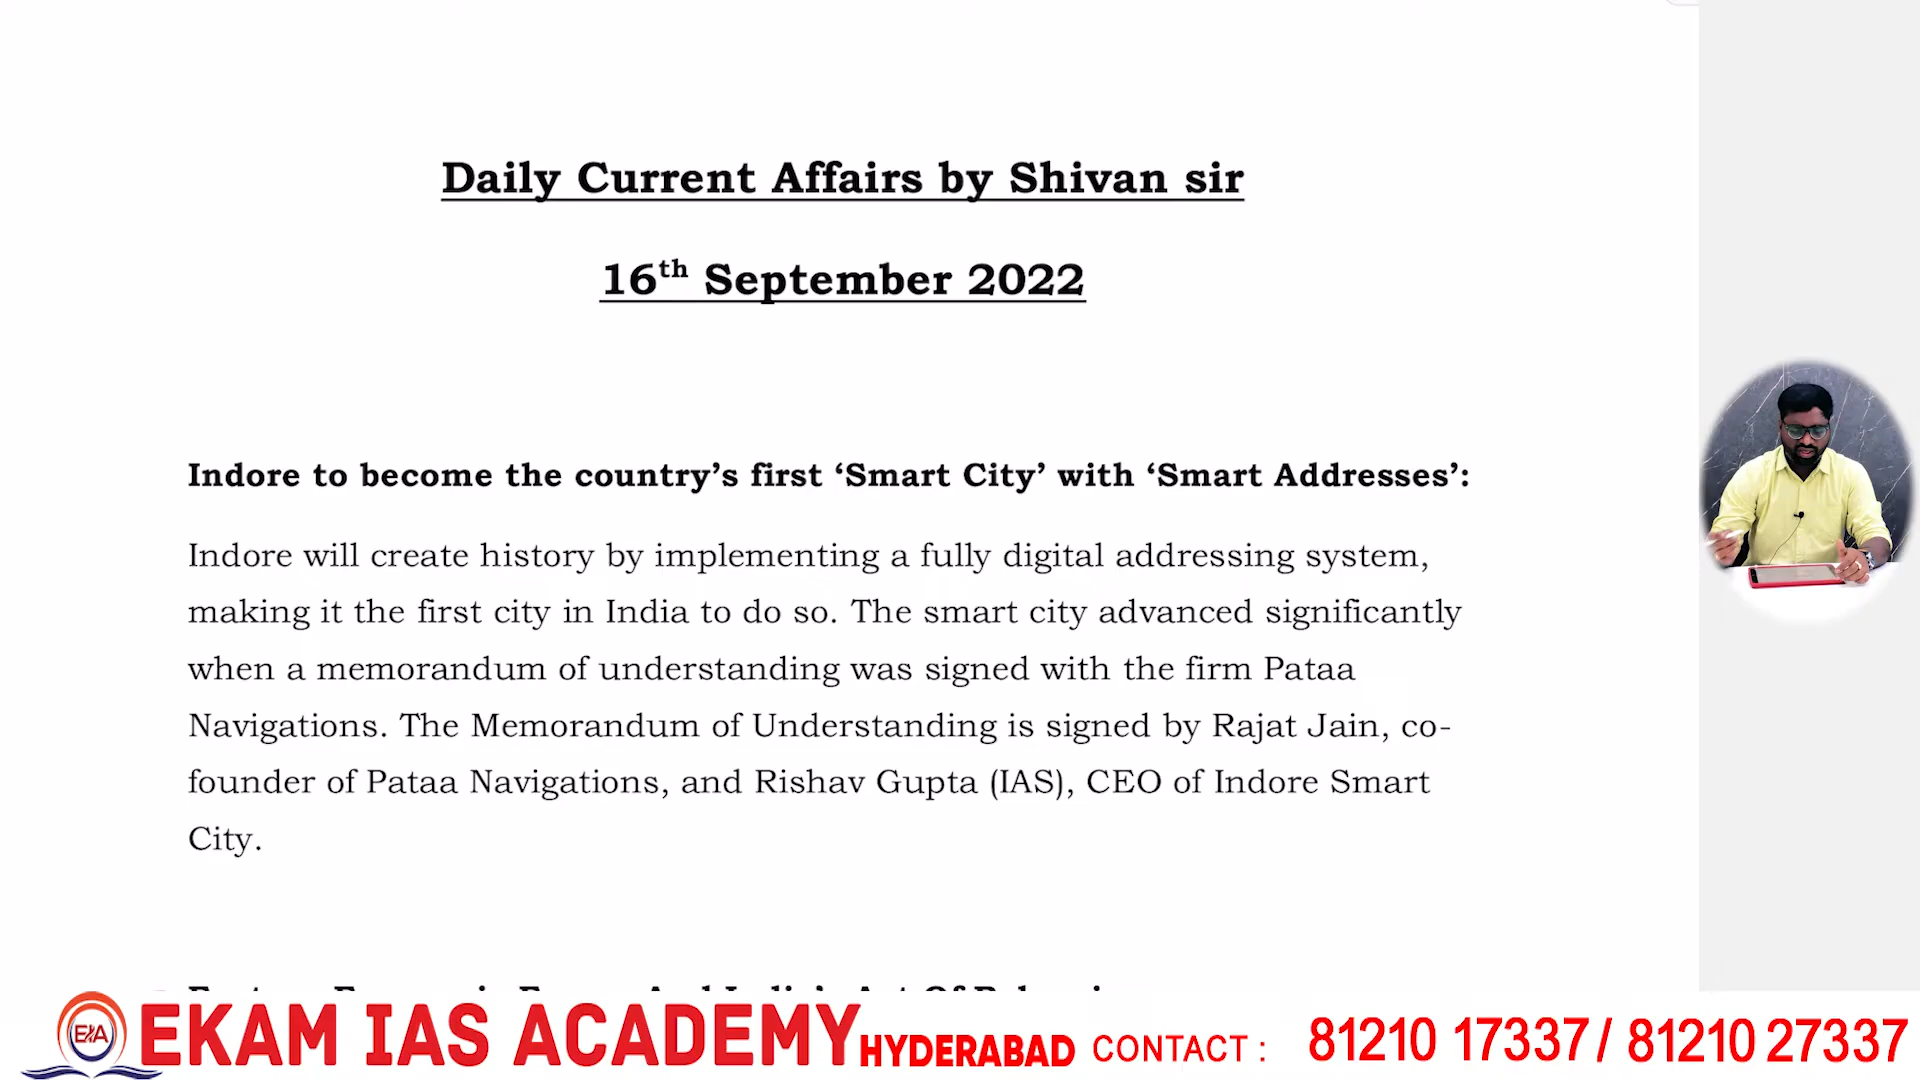 Daily Current Affairs by Shivan sir
16th September 2022
Indore to become the country's first ‘Smart City’ with ‘Smart Addresses’:
Indore will create history by implementing a fully digital addressing system,
making it the first city in India to do so. The smart city advanced significantly
when a memorandum of understanding was signed with the firm Pataa
Navigations. The Memorandum of Understanding is signed by Rajat Jain, co-
founder of Pataa Navigations, and Rishav Gupta (IAS), CEO of Indore Smart
City.
EIA EKAM IAS ACADEMY HYDERABAD CONTACT : 81210 17337 / 81210 27337